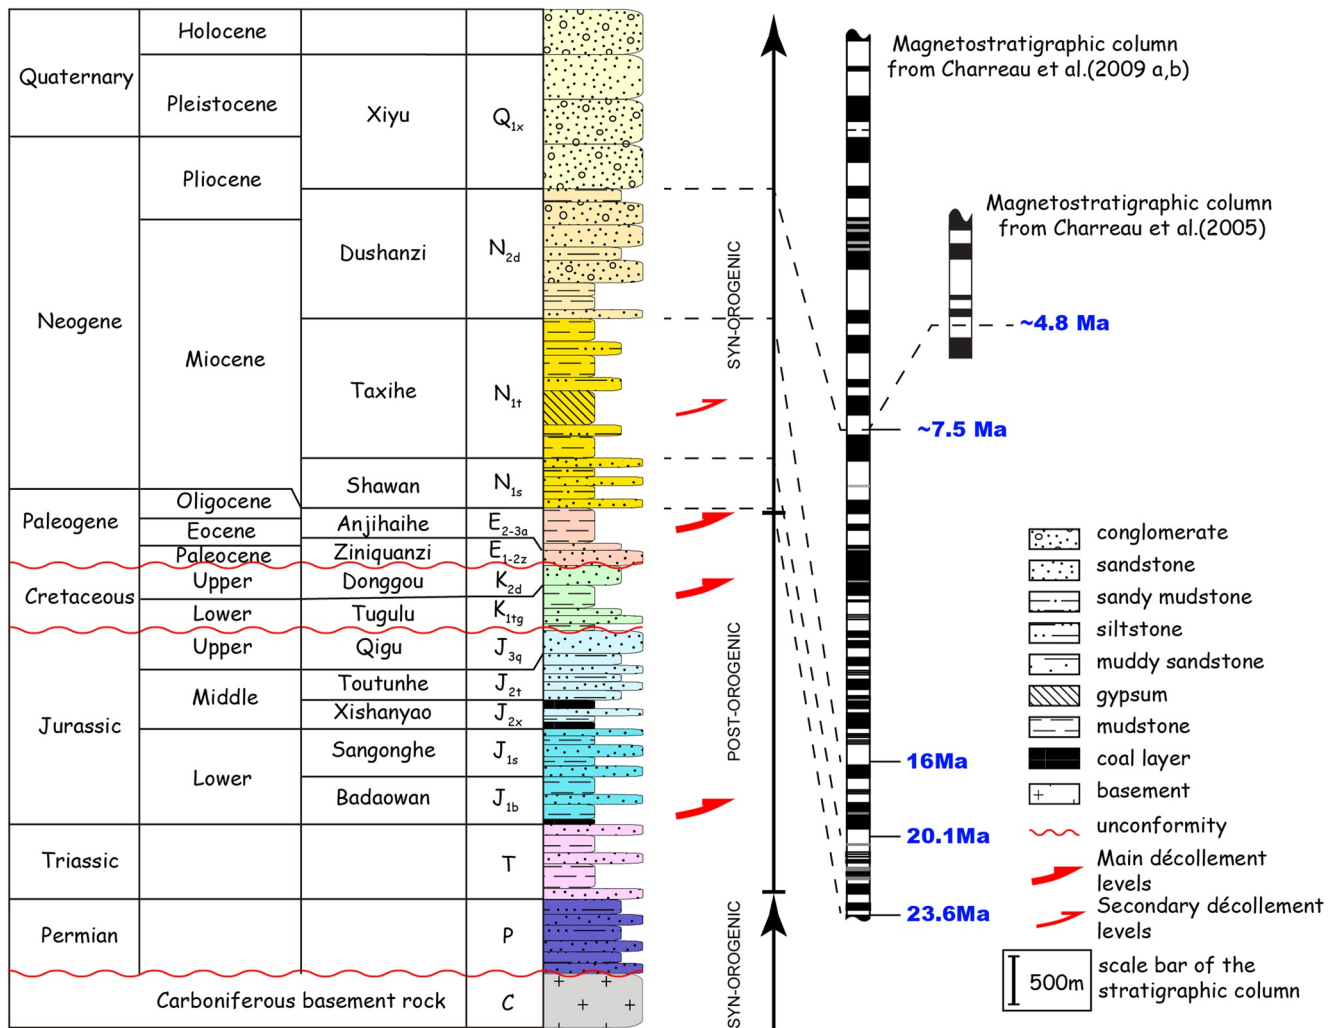 Quaternary
Holocene
Pleistocene
Xiyu
Q1x
Neogene
Pliocene
Miocene
Dushanzi
N2d
Taxihe
N1t
Shawan
N1s
Paleogene
Oligocene
Eocene
Anjihaihe
E2-3a
Paleocene
Ziniquanzi
E1-2z
Cretaceous
Upper
Donggou
K2d
Lower
Tugulu
K1tg
Jurassic
Upper
Qigu
J3q
Middle
Toutunhe
J2t
Xishanyao
J2x
Lower
Sangonghe
J1s
Badaowan
J1b
Triassic
T
Permian
P
Carboniferous basement rock
C
SYN-OROGENIC
POST-OROGENIC
SYN-OROGENIC
Magnetostratigraphic column
from Charreau et al.(2009 a,b)
Magnetostratigraphic column
from Charreau et al.(2005)
~4.8 Ma
~7.5 Ma
16Ma
20.1Ma
23.6Ma
conglomerate
sandstone
sandy mudstone
siltstone
muddy sandstone
gypsum
mudstone
coal layer
basement
unconformity
Main décollement
levels
Secondary décollement
levels
500m
scale bar of the
stratigraphic column